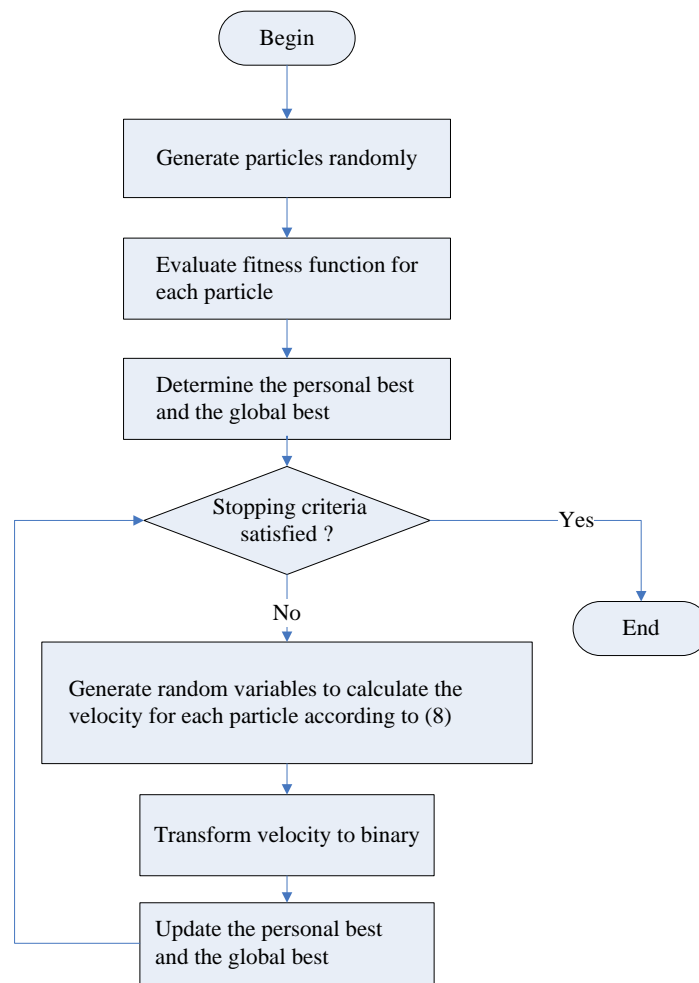 Begin
Generate particles randomly
Evaluate fitness function for
each particle
Determine the personal best
and the global best
Stopping criteria
satisfied ?
Yes
No
End
Generate random variables to calculate the
velocity for each particle according to (8)
Transform velocity to binary
Update the personal best
and the global best